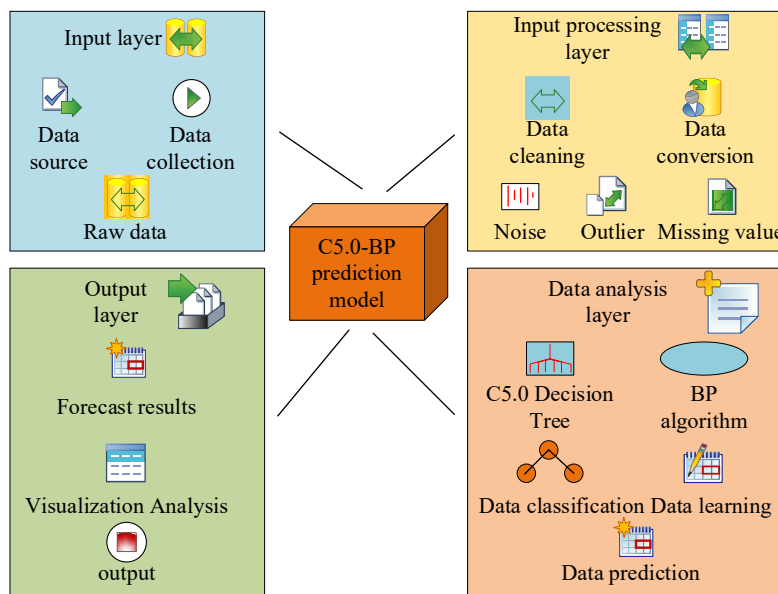 Input layer
Data
source
Data
collection
Raw data
Input processing
layer
Data
cleaning
Data
conversion
Noise
Outlier
Missing value
C5.0-BP
prediction
model
Output
layer
Forecast results
Visualization Analysis
output
Data analysis
layer
C5.0 Decision
Tree
BP
algorithm
Data classification
Data learning
Data prediction